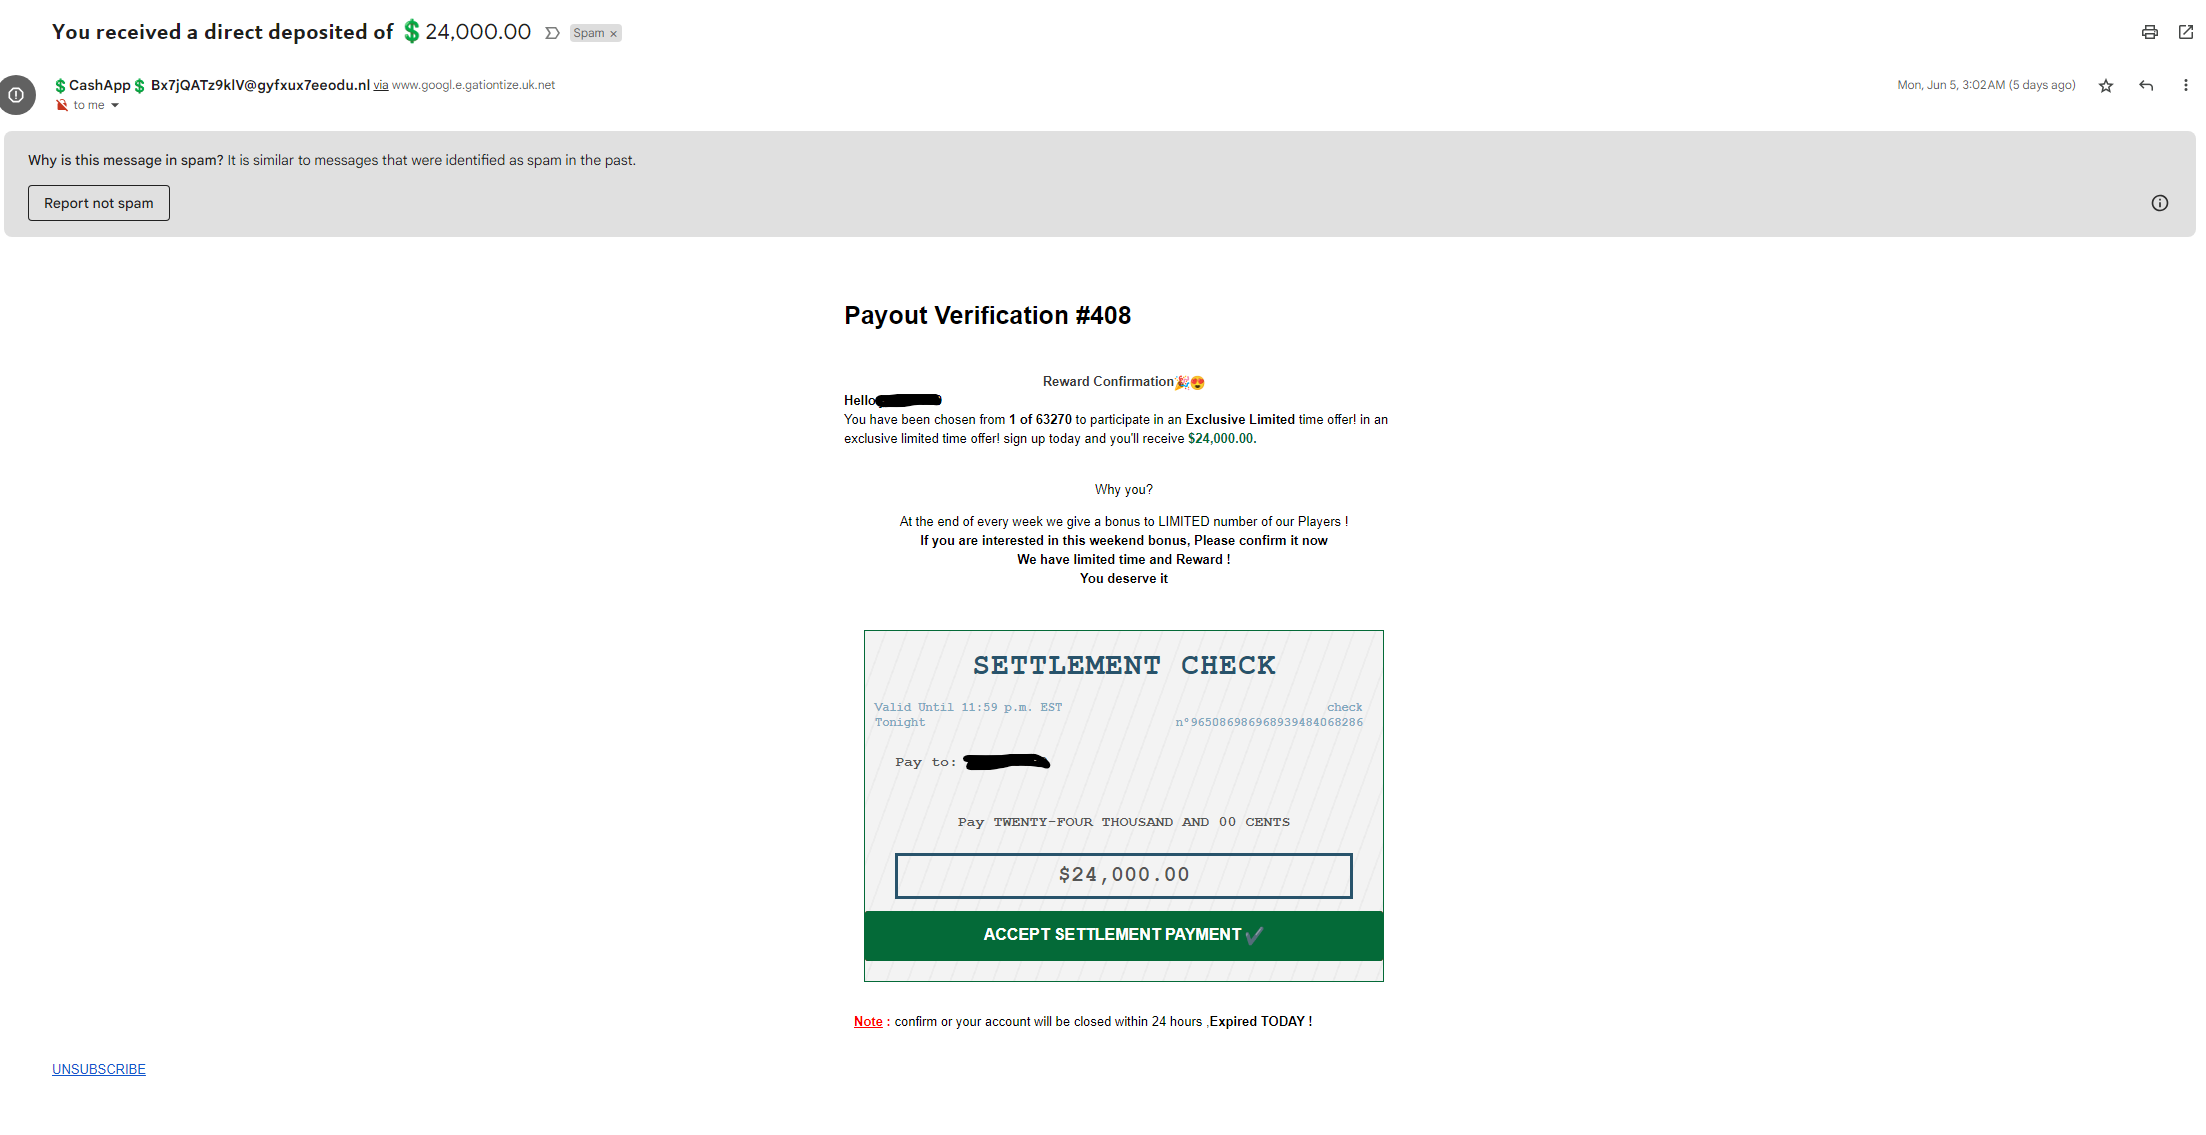 You received a direct deposited of 💲24,000.00 Spam ×
💲CashApp💲 Bx7jQATz9klV@gyfxux7eeodu.nl via www.googl.e.gationtize.uk.net
Mon, Jun 5, 3:02 AM (5 days ago)
to me
Why is this message in spam? It is similar to messages that were identified as spam in the past.
Report not spam
Payout Verification #408
Reward Confirmation🎉😍
Hello
You have been chosen from 1 of 63270 to participate in an Exclusive Limited time offer! in an
exclusive limited time offer! sign up today and you'll receive $24,000.00.
Why you?
At the end of every week we give a bonus to LIMITED number of our Players !
If you are interested in this weekend bonus, Please confirm it now
We have limited time and Reward !
You deserve it
SETTLEMENT CHECK
Valid Until 11:59 p.m. EST
Tonight
check
n°965086986968939484068286
Pay to:
Pay TWENTY-FOUR THOUSAND AND 00 CENTS
$24,000.00
ACCEPT SETTLEMENT PAYMENT✔
Note : confirm or your account will be closed within 24 hours ,Expired TODAY !
UNSUBSCRIBE